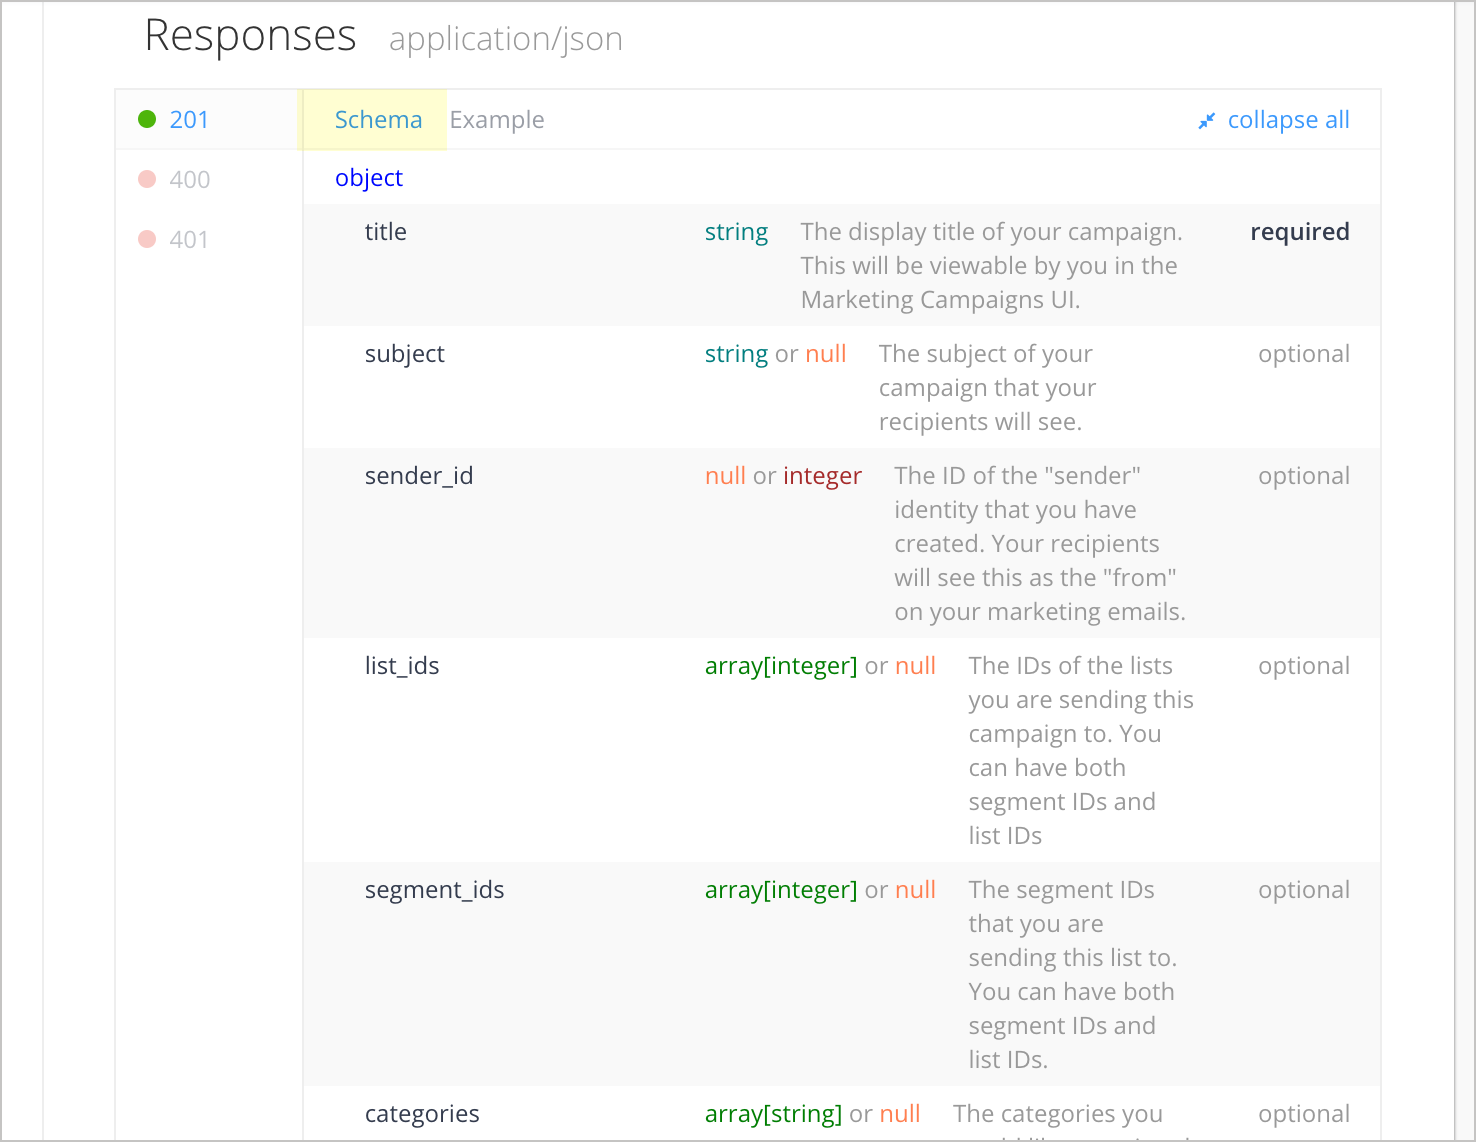 Responses application/json
201 Schema Example collapse all
400
401
object
title string The display title of your campaign. required
This will be viewable by you in the
Marketing Campaigns UI.
subject string or null The subject of your optional
campaign that your
recipients will see.
sender_id null or integer The ID of the "sender" optional
identity that you have
created. Your recipients
will see this as the "from"
on your marketing emails.
list_ids array[integer] or null The IDs of the lists optional
you are sending this
campaign to. You
can have both
segment IDs and
list IDs
segment_ids array[integer] or null The segment IDs optional
that you are
sending this list to.
You can have both
segment IDs and
list IDs.
categories array[string] or null The categories you optional